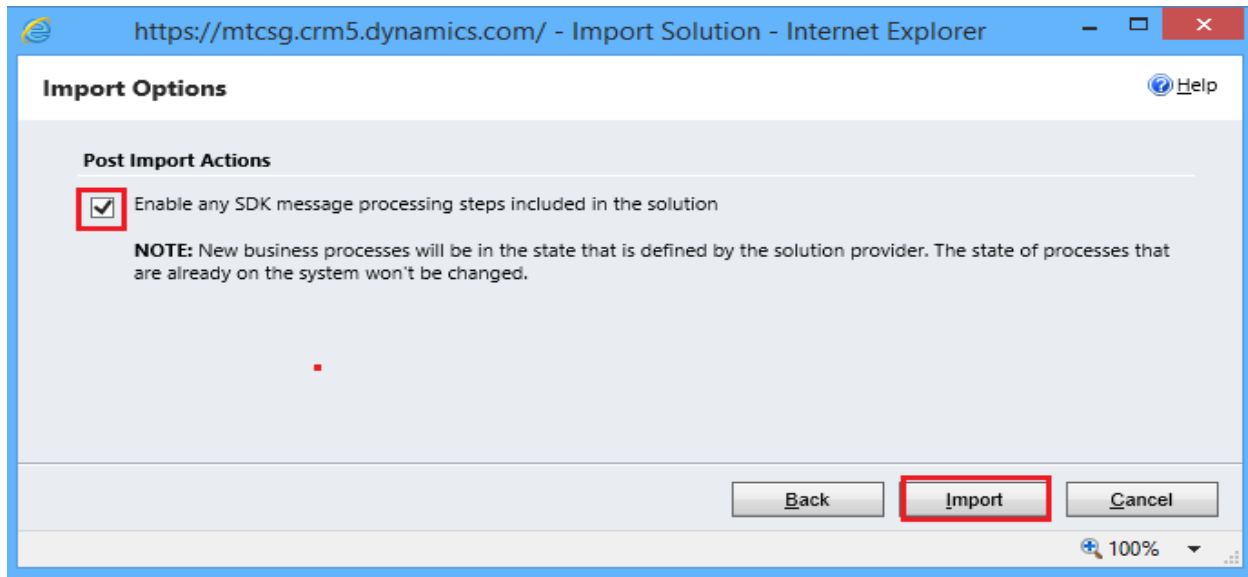 https://mtcsg.crm5.dynamics.com/ - Import Solution - Internet Explorer
Import Options
Help
Post Import Actions
Enable any SDK message processing steps included in the solution
NOTE: New business processes will be in the state that is defined by the solution provider. The state of processes that
are already on the system won't be changed.
Back Import Cancel
100%